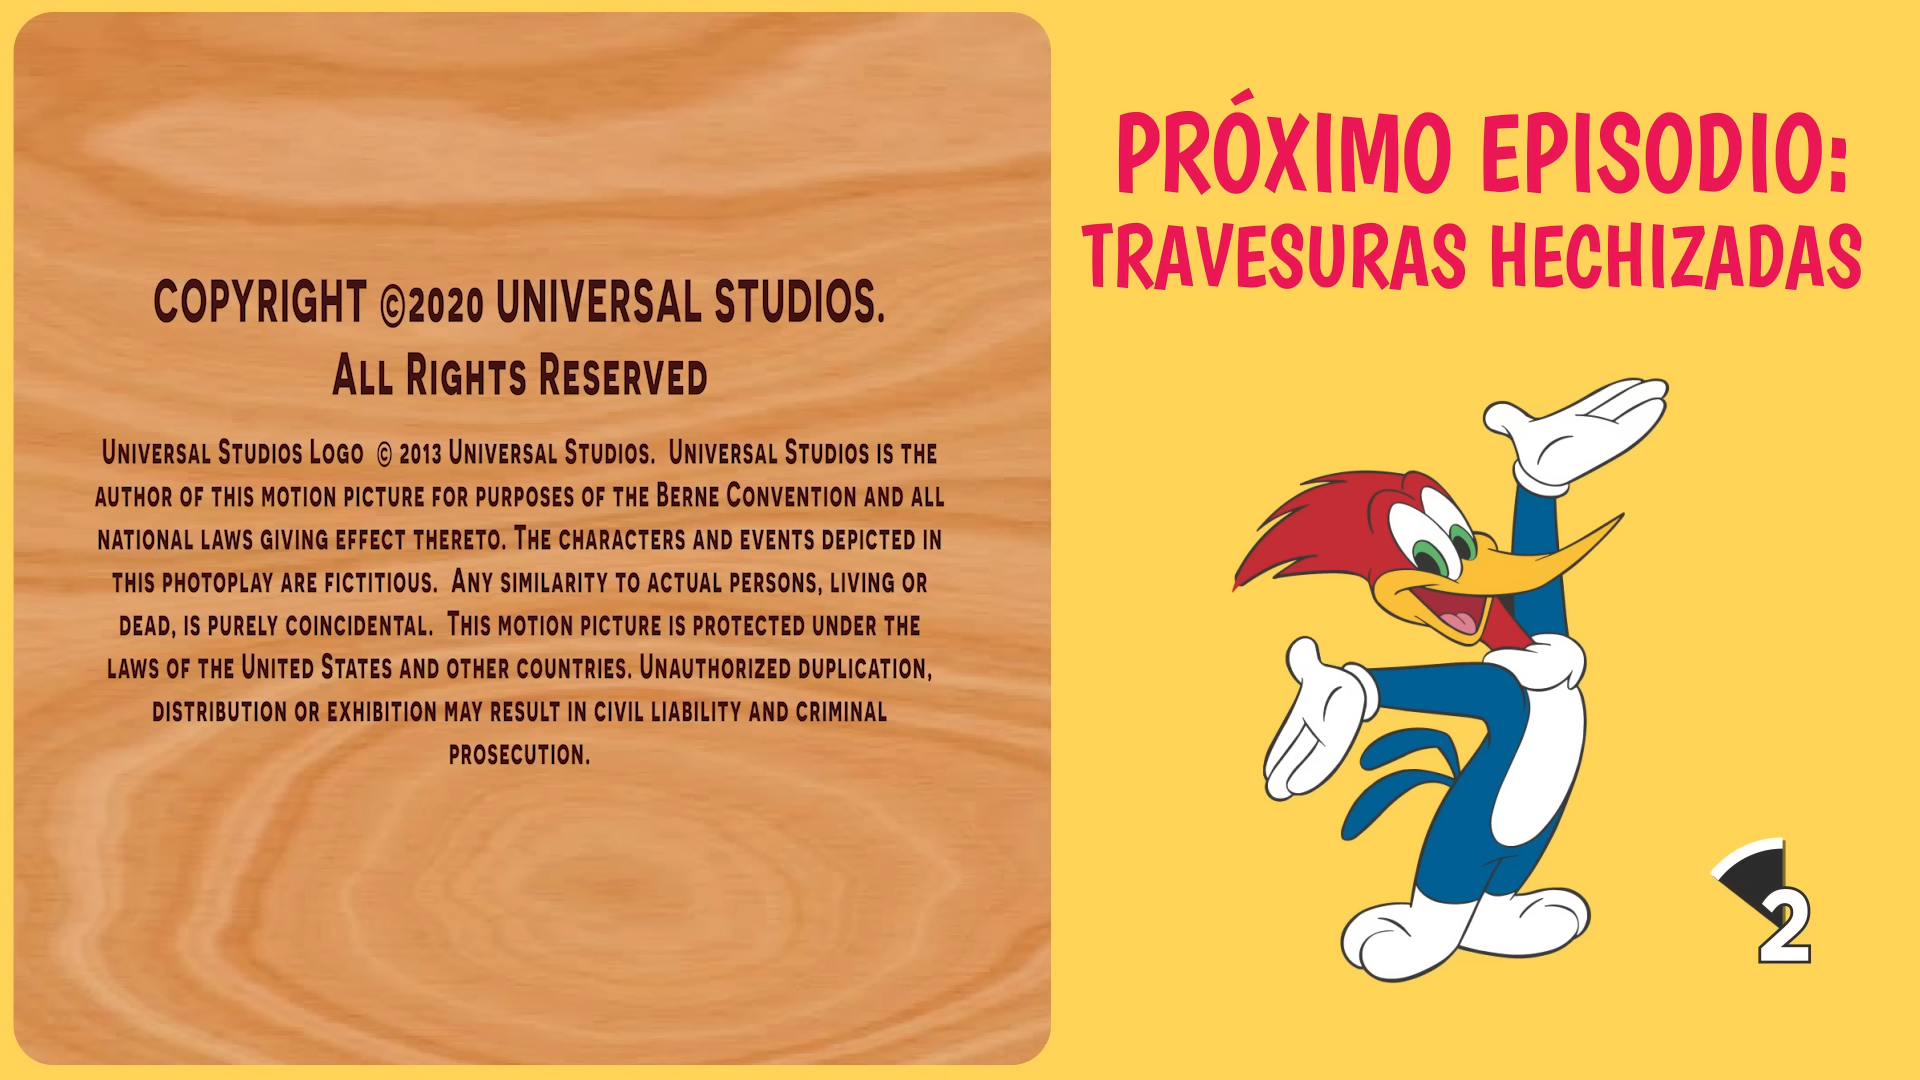 COPYRIGHT ©2020 UNIVERSAL STUDIOS.
ALL RIGHTS RESERVED
UNIVERSAL STUDIOS LOGO © 2013 UNIVERSAL STUDIOS. UNIVERSAL STUDIOS IS THE
AUTHOR OF THIS MOTION PICTURE FOR PURPOSES OF THE BERNE CONVENTION AND ALL
NATIONAL LAWS GIVING EFFECT THERETO. THE CHARACTERS AND EVENTS DEPICTED IN
THIS PHOTOPLAY ARE FICTITIOUS. ANY SIMILARITY TO ACTUAL PERSONS, LIVING OR
DEAD, IS PURELY COINCIDENTAL. THIS MOTION PICTURE IS PROTECTED UNDER THE
LAWS OF THE UNITED STATES AND OTHER COUNTRIES. UNAUTHORIZED DUPLICATION,
DISTRIBUTION OR EXHIBITION MAY RESULT IN CIVIL LIABILITY AND CRIMINAL
PROSECUTION.
PRÓXIMO EPISODIO:
TRAVESURAS HECHIZADAS
2